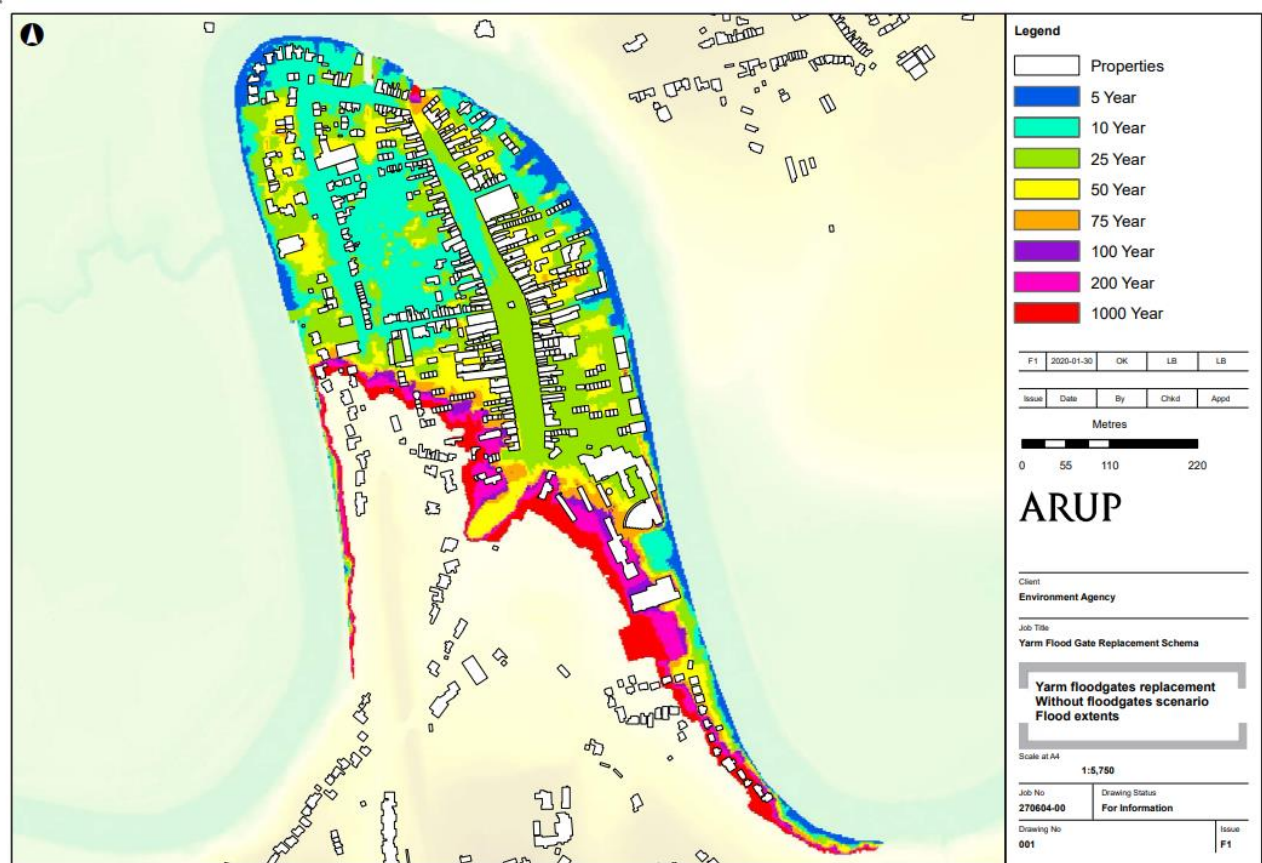 Legend
Properties
5 Year
10 Year
25 Year
50 Year
75 Year
100 Year
200 Year
1000 Year
F1 2020-01-30 OK LB LB
Issue Date By Chkd Appd
Metres
0 55 110 220
ARUP
Client
Environment Agency
Job Title
Yarm Flood Gate Replacement Schema
Yarm floodgates replacement
Without floodgates scenario
Flood extents
Scale at A4
1:5,750
Job No Drawing Status
270604-00 For Information
Drawing No Issue
001 F1